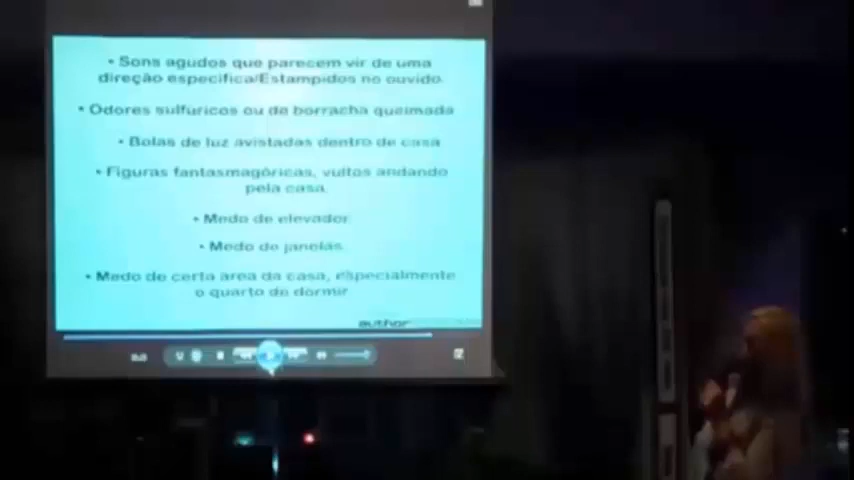 • Sons agudos que parecem vir de uma
direção específica/Estampidos no ouvido.
• Odores sulfúricos ou de borracha queimada
• Bolas de luz avistadas dentro de casa
• Figuras fantasmagóricas, vultos andando
pela casa.
• Medo de elevador.
• Medo de janelas.
• Medo de certa area da casa, especialmente
o quarto de dormir
author